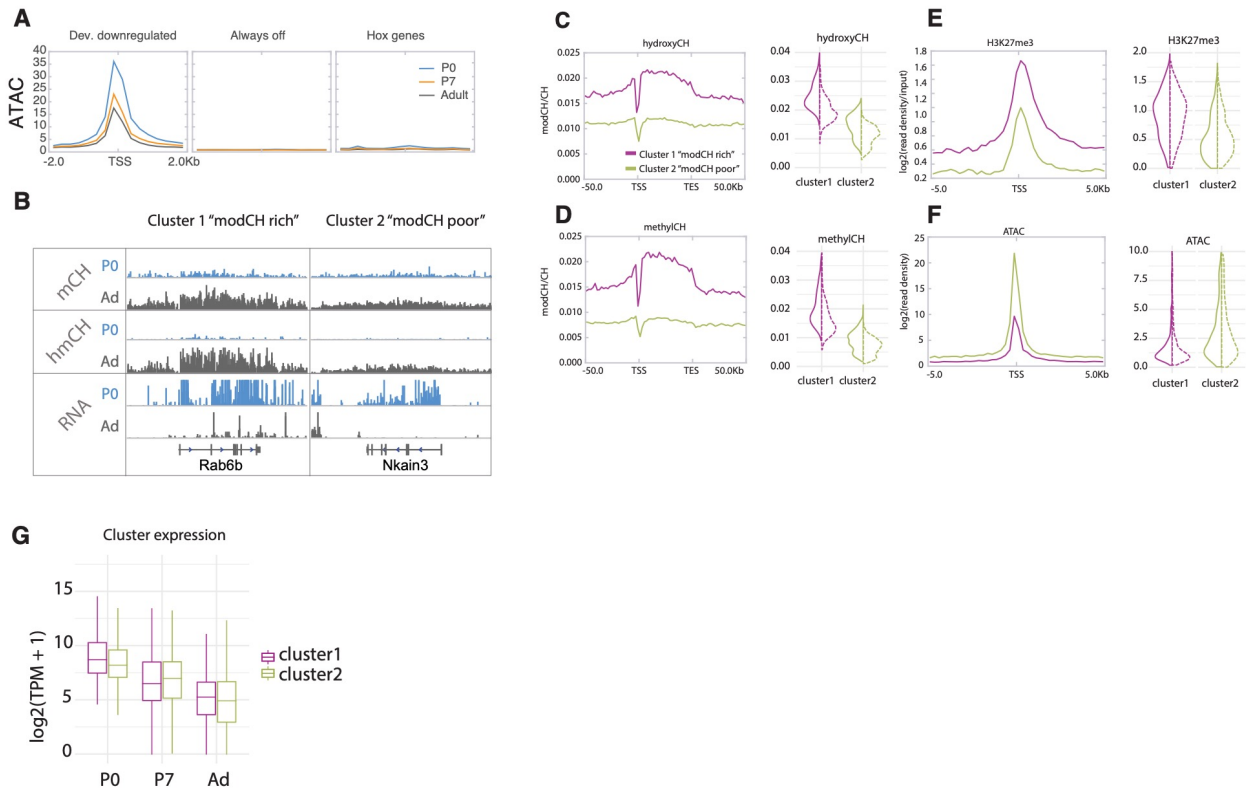 A
Dev. downregulated
Always off
Hox genes
ATAC
40
35
30
25
20
15
10
5
0
P0
P7
Adult
-2.0
TSS
2.0Kb
B
Cluster 1 “modCH rich”
Cluster 2 “modCH poor”
mCH
P0
Ad
hmCH
P0
Ad
RNA
P0
Ad
Rab6b
Nkain3
C
hydroxyCH
modCH/CH
0.025
0.020
0.015
0.010
0.005
0.000
Cluster 1 “modCH rich”
Cluster 2 “modCH poor”
-50.0
TSS
TES
50.0Kb
hydroxyCH
0.04
0.03
0.02
0.01
0.00
cluster1
cluster2
D
methylCH
modCH/CH
0.025
0.020
0.015
0.010
0.005
0.000
-50.0
TSS
TES
50.0Kb
methylCH
0.04
0.03
0.02
0.01
0.00
cluster1
cluster2
E
H3K27me3
log2(read density/input)
1.8
1.6
1.4
1.2
1.0
0.8
0.6
0.4
0.2
-5.0
TSS
5.0Kb
H3K27me3
2.0
1.5
1.0
0.5
0.0
cluster1
cluster2
F
ATAC
log2(read density)
25
20
15
10
5
0
-5.0
TSS
5.0Kb
ATAC
10.0
7.5
5.0
2.5
0.0
cluster1
cluster2
G
Cluster expression
log2(TPM + 1)
15
10
5
0
P0
P7
Ad
cluster1
cluster2